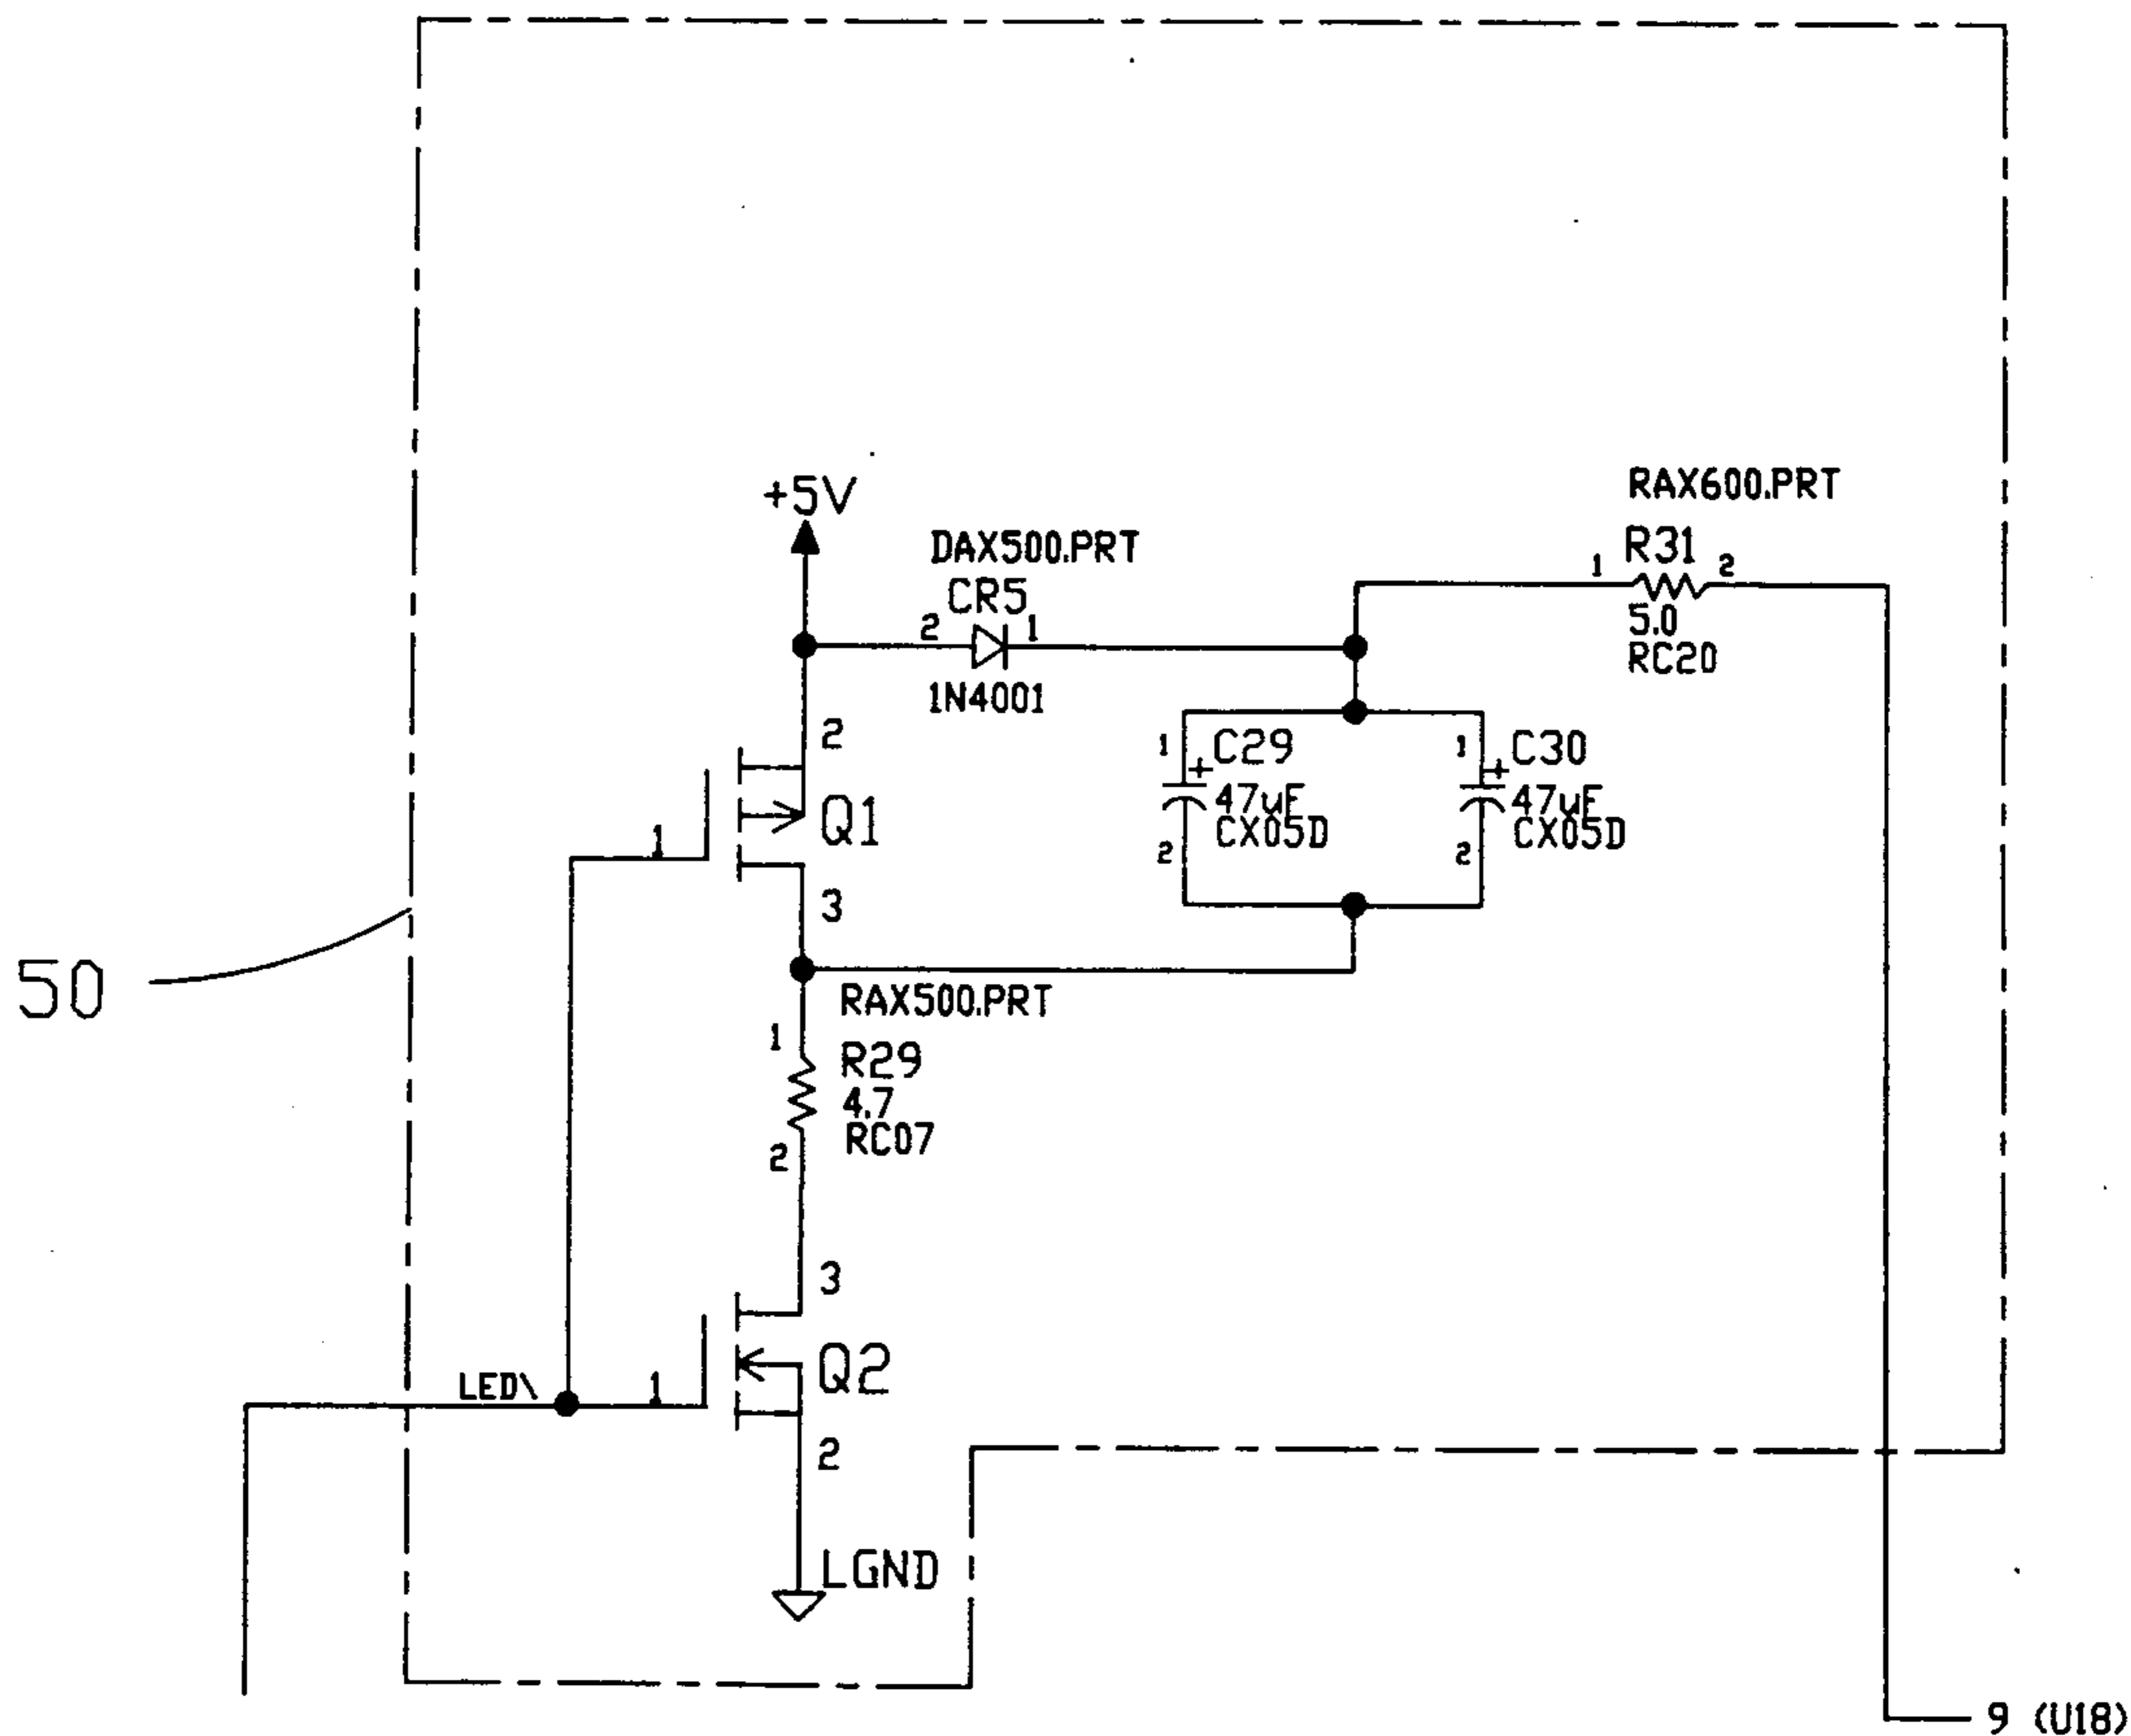 +5V
RAX600.PRT
DAX500.PRT
R31
1
2
CR5
5.0
2
1
RC20
1N4001
2
1
C29
+
1
C30
+
Q1
47uF
47uF
1
CX05D
CX05D
2
2
3
50
RAX500.PRT
1
R29
4.7
RC07
2
3
Q2
LED\
1
2
LGND
9 (U18)